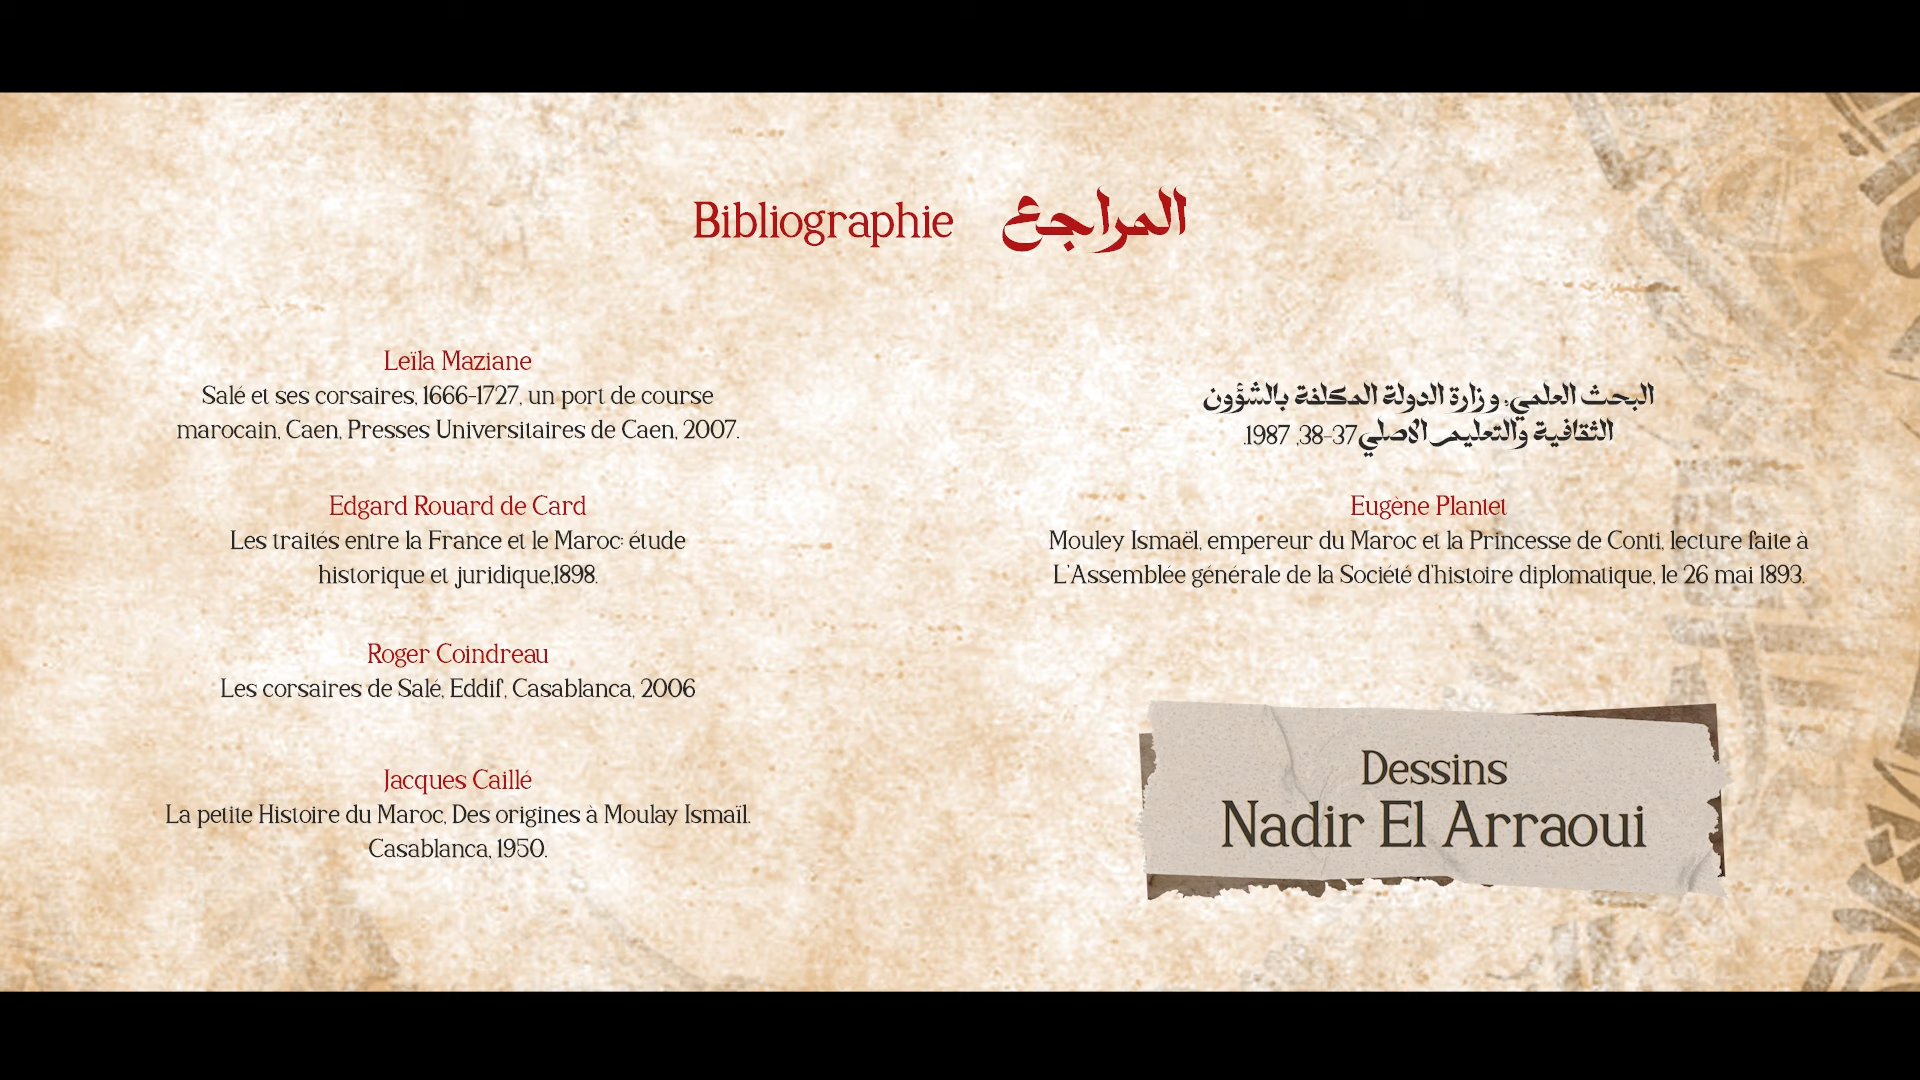 Bibliographie المراجع
Leïla Maziane
Salé et ses corsaires, 1666-1727, un port de course
marocain, Caen, Presses Universitaires de Caen, 2007.
Edgard Rouard de Card
Les traités entre la France et le Maroc: étude
historique et juridique,1898.
Roger Coindreau
Les corsaires de Salé, Eddif, Casablanca, 2006
Jacques Caillé
La petite Histoire du Maroc, Des origines à Moulay Ismaïl.
Casablanca, 1950.
البحث العلمي، وزارة الدولة المكلفة بالشؤون
الثقافية والتعليم الاصلي37-38, 1987.
Eugène Plantet
Mouley Ismaël, empereur du Maroc et la Princesse de Conti, lecture faite à
L'Assemblée générale de la Société d'histoire diplomatique, le 26 mai 1893.
Dessins
Nadir El Arraoui